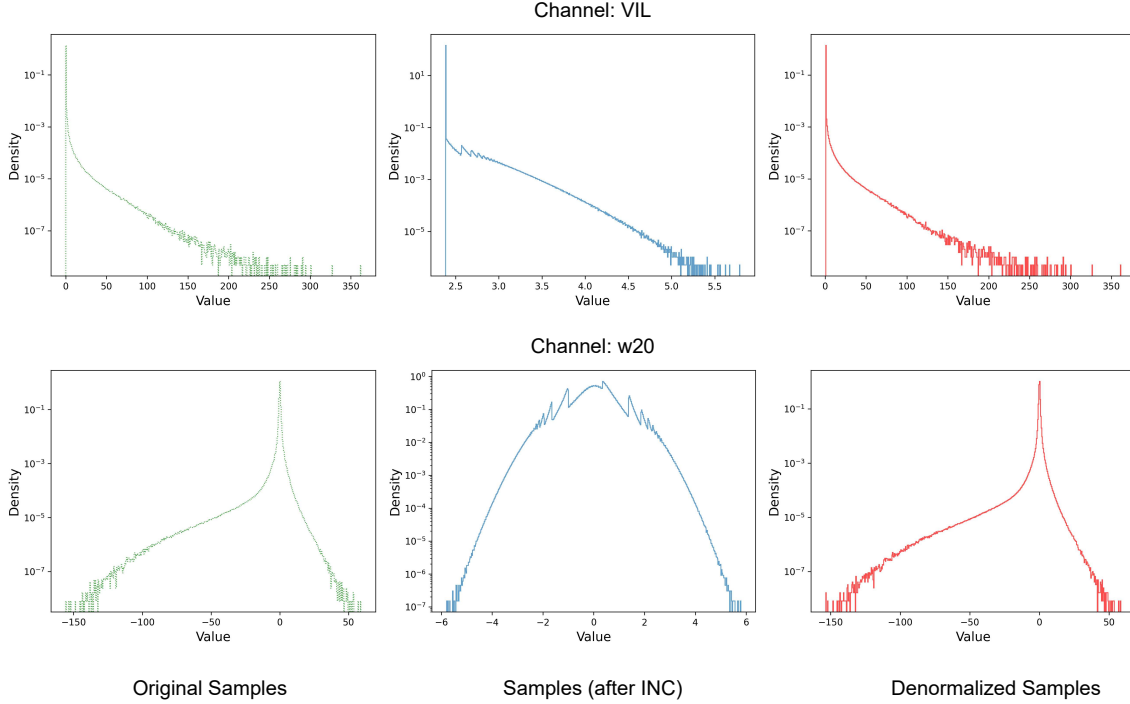 Channel: VIL
10⁻¹
10⁻³
10⁻⁵
10⁻⁷
Density
0 50 100 150 200 250 300 350
Value
10¹
10⁻¹
10⁻⁵
Density
2.5 3.0 3.5 4.0 4.5 5.0 5.5
Value
10⁻¹
10⁻³
10⁻⁵
10⁻⁷
Density
0 50 100 150 200 250 300 350
Value
Channel: w20
10⁻¹
10⁻³
10⁻⁵
10⁻⁷
Density
−150 −100 −50 0 50
Value
10⁰
10⁻¹
10⁻²
10⁻³
10⁻⁴
10⁻⁵
10⁻⁶
10⁻⁷
Density
−6 −4 −2 0 2 4 6
Value
10⁻¹
10⁻³
10⁻⁵
10⁻⁷
Density
−150 −100 −50 0 50
Value
Original Samples
Samples (after INC)
Denormalized Samples